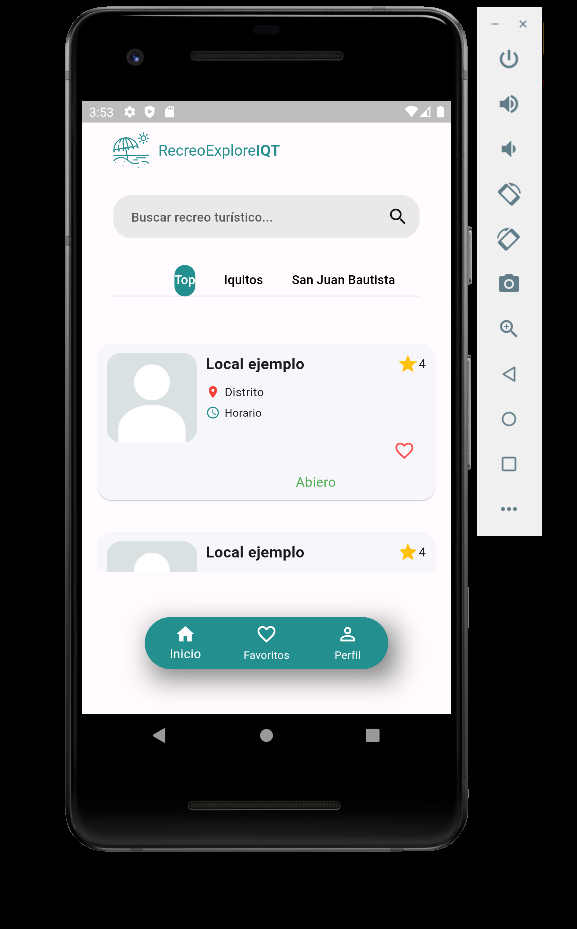 3:53
RecreoExploreIQT
Buscar recreo turístico...
Top Iquitos San Juan Bautista
Local ejemplo 4
Distrito
Horario
Abiero
Local ejemplo 4
Inicio Favoritos Perfil